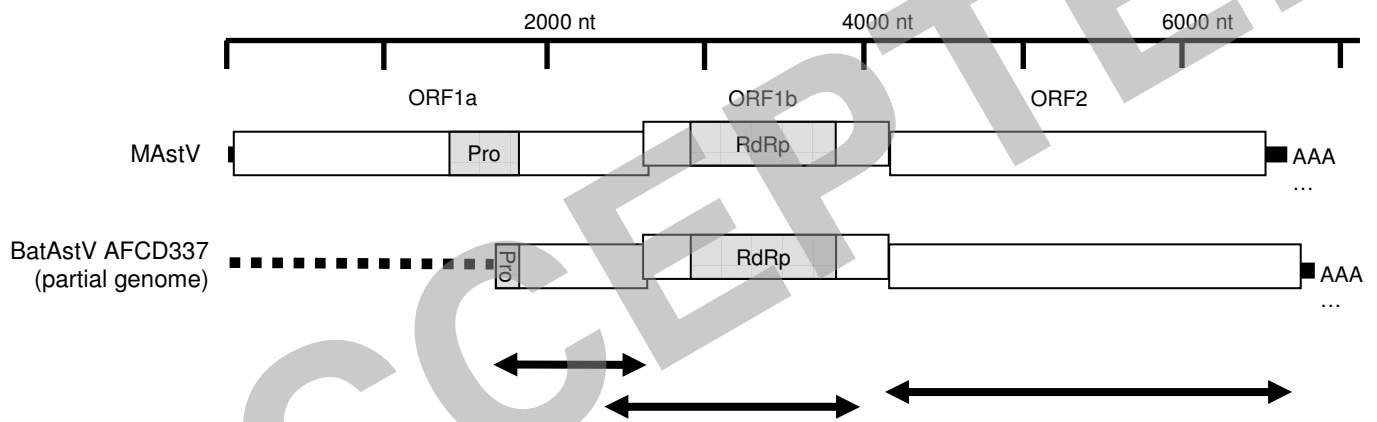 2000 nt 4000 nt 6000 nt
ORF1a ORF1b ORF2
MAstV Pro RdRp AAA
…
BatAstV AFCD337
(partial genome) Pro RdRp AAA
…
CCEPTE